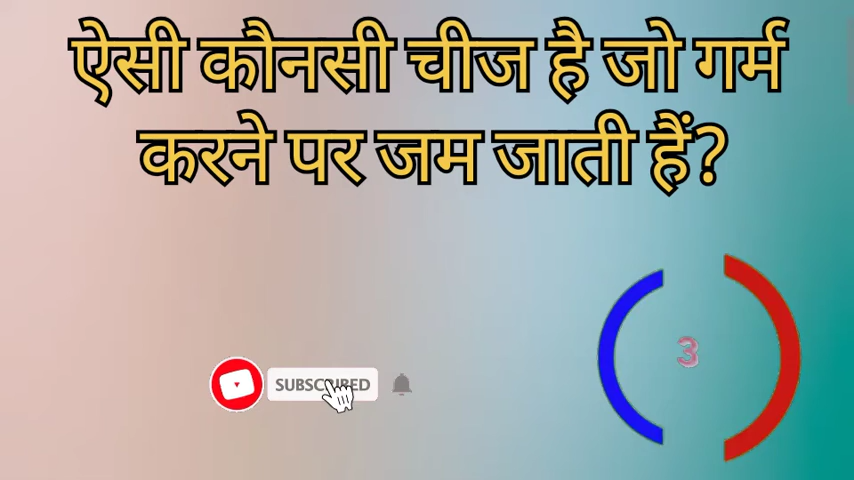 ऐसी कौनसी चीज है जो गर्म
करने पर जम जाती हैं?
3
SUBSCRIBED